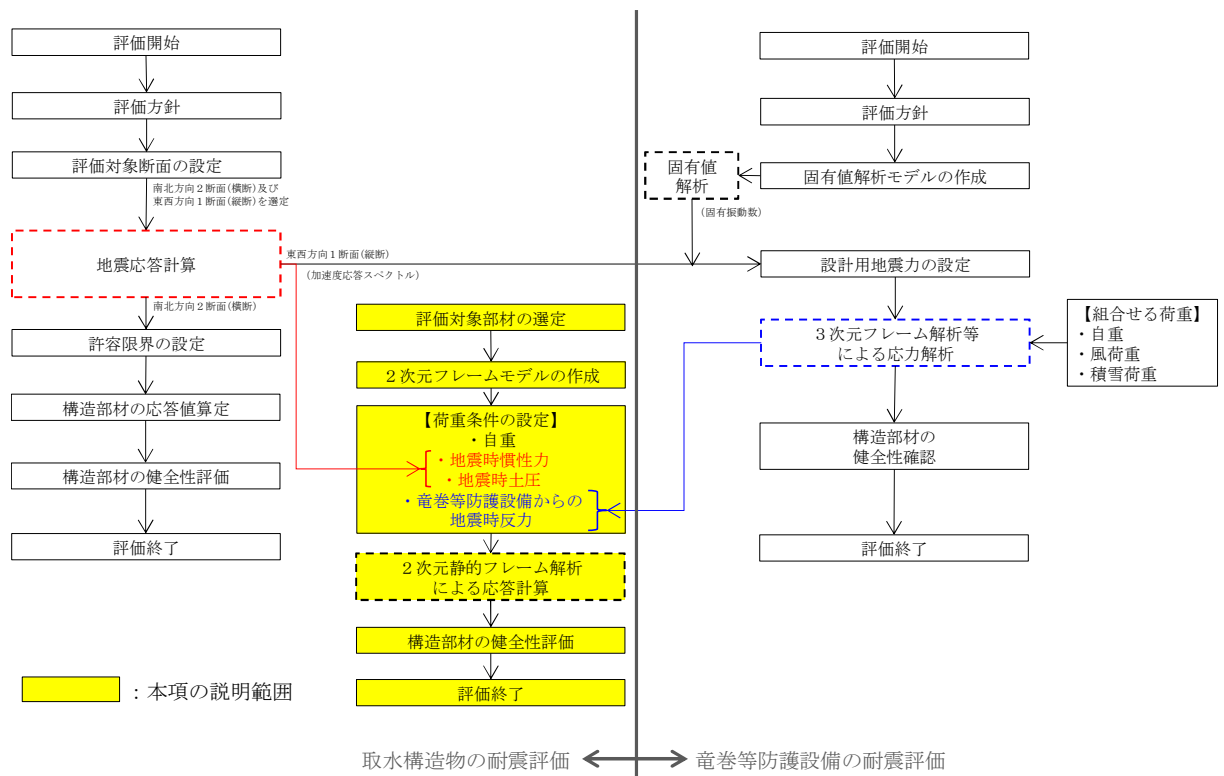 評価開始
評価方針
評価対象断面の設定
南北方向2断面(横断)及び
東西方向1断面(縦断)を選定
地震応答計算
南北方向2断面(横断)
許容限界の設定
構造部材の応答値算定
構造部材の健全性評価
評価終了
東西方向1断面(縦断)
(加速度応答スペクトル)
評価対象部材の選定
2次元フレームモデルの作成
【荷重条件の設定】
・自重
・地震時慣性力
・地震時土圧
・竜巻等防護設備からの
地震時反力
2次元静的フレーム解析
による応答計算
構造部材の健全性評価
評価終了
評価開始
評価方針
固有値解析モデルの作成
固有値
解析
(固有振動数)
設計用地震力の設定
3次元フレーム解析等
による応力解析
【組合せる荷重】
・自重
・風荷重
・積雪荷重
構造部材の
健全性確認
評価終了
:本項の説明範囲
取水構造物の耐震評価
竜巻等防護設備の耐震評価